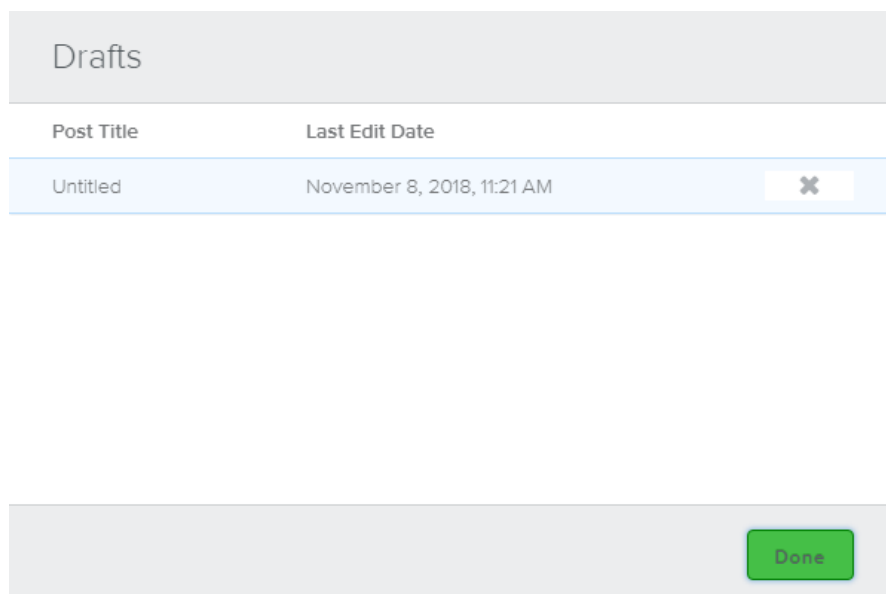 Drafts
Post Title Last Edit Date
Untitled November 8, 2018, 11:21 AM
Done